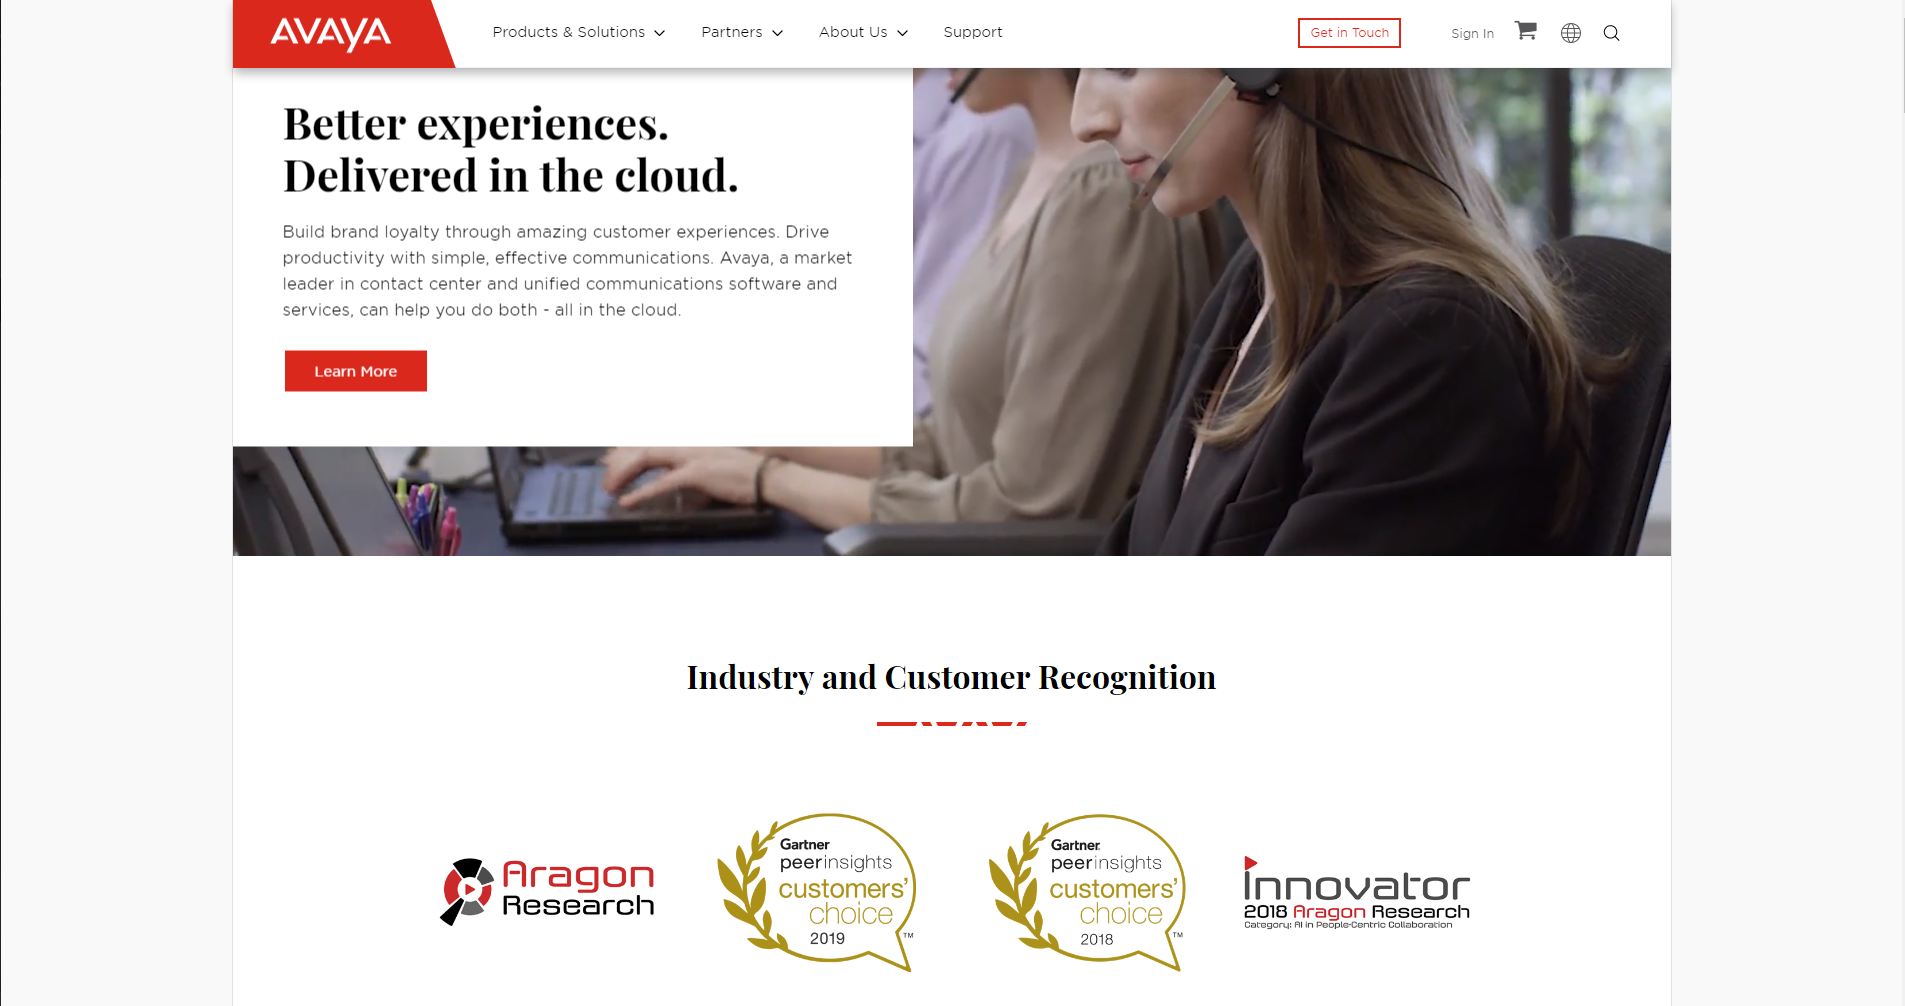 AVAYA
Products & Solutions
Partners
About Us
Support
Get in Touch
Sign In
Better experiences.
Delivered in the cloud.
Build brand loyalty through amazing customer experiences. Drive
productivity with simple, effective communications. Avaya, a market
leader in contact center and unified communications software and
services, can help you do both - all in the cloud.
Learn More
Industry and Customer Recognition
Aragon
Research
Gartner
peerinsights
customers'
choice
2019
TM
Gartner
peerinsights
customers'
choice
2018
TM
Innovator
2018 Aragon Research
Category: AI in People-Centric Collaboration